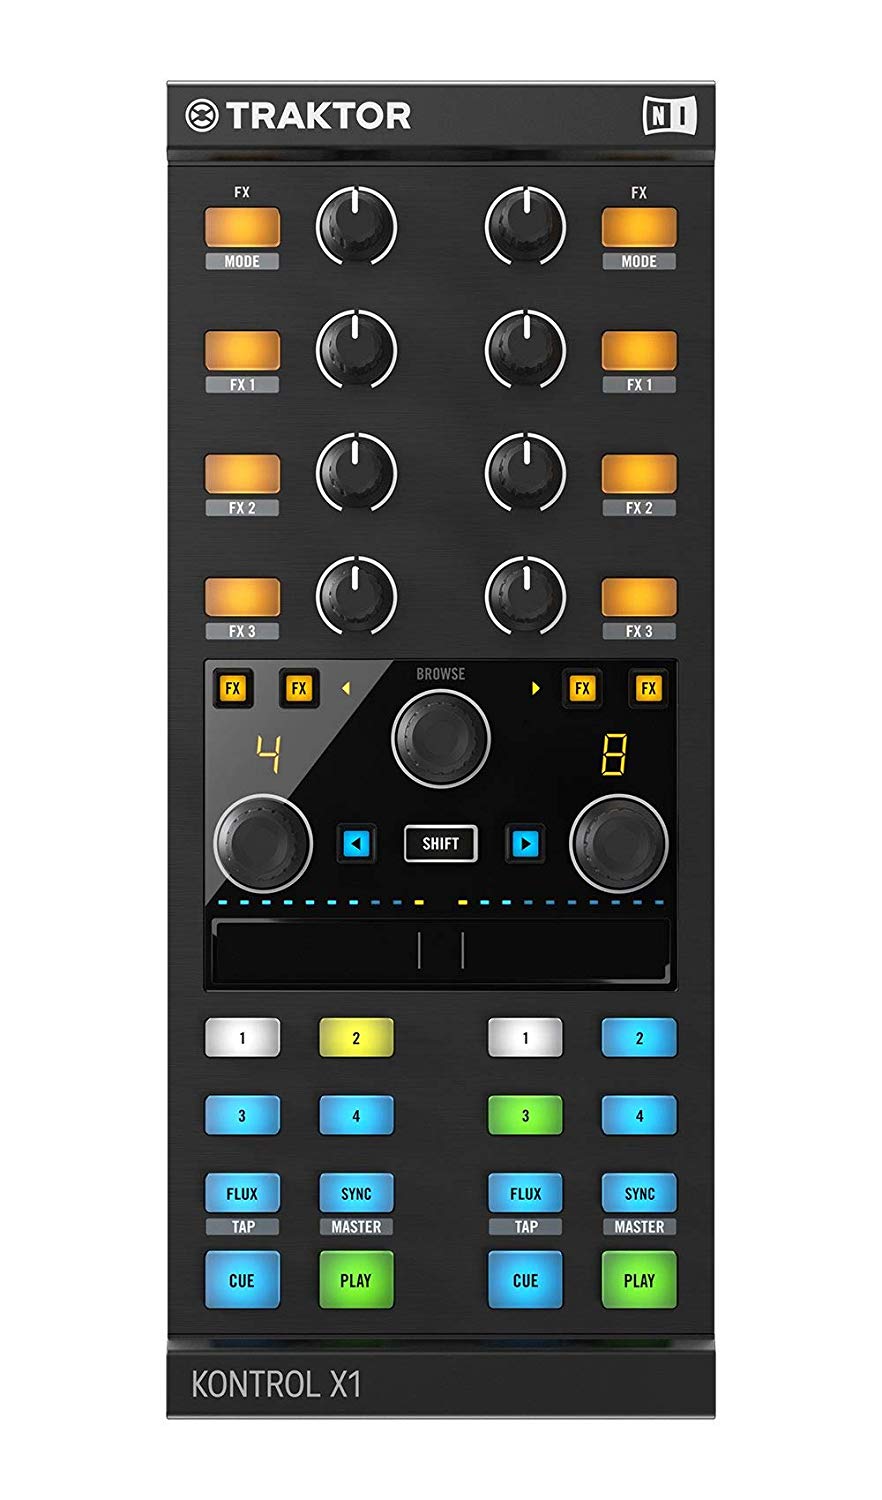 TRAKTOR NI
FX FX
MODE MODE
FX 1 FX 1
FX 2 FX 2
FX 3 FX 3
BROWSE
FX FX FX FX
4 8
SHIFT
1 2 1 2
3 4 3 4
FLUX SYNC FLUX SYNC
TAP MASTER TAP MASTER
CUE PLAY CUE PLAY
KONTROL X1